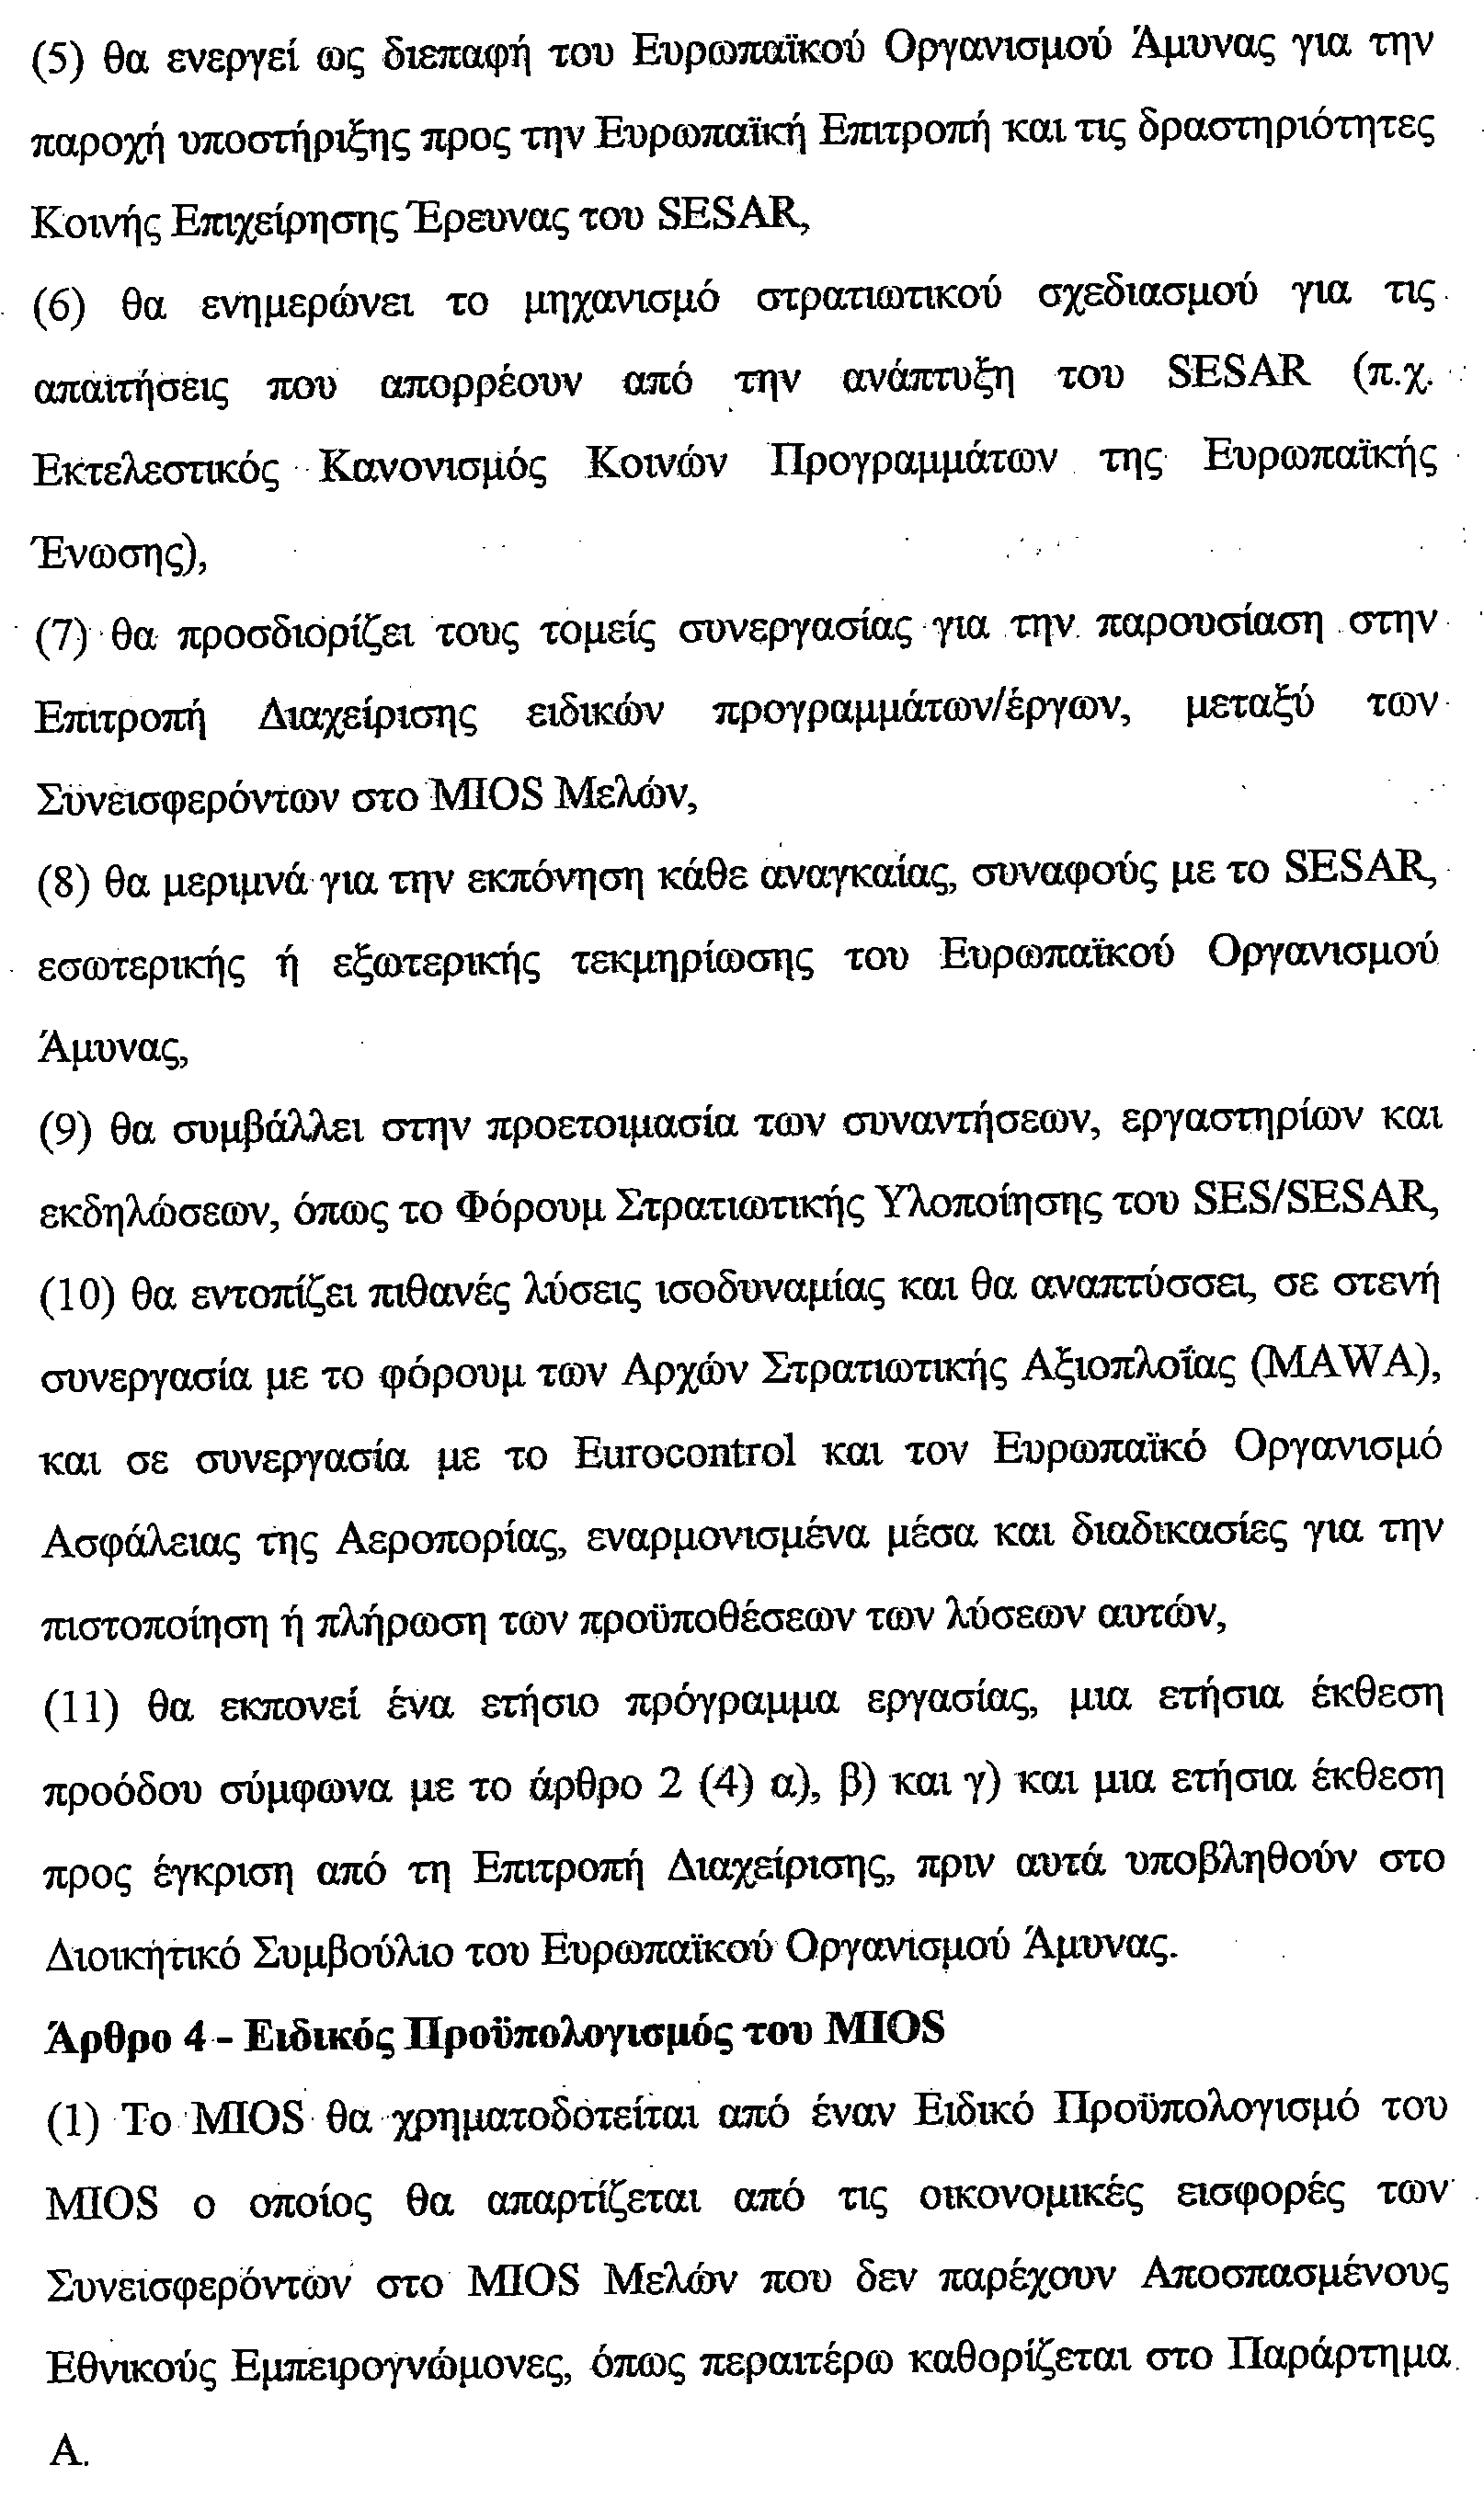 (5) θα ενεργεί ως διεπαφή του Ευρωπαϊκού Οργανισμού Άμυνας για την
παροχή υποστήριξης προς την Ευρωπαϊκή Επιτροπή και τις δραστηριότητες
Κοινής Επιχείρησης Έρευνας του SESAR,
(6) θα ενημερώνει το μηχανισμό στρατιωτικού σχεδιασμού για τις
απαιτήσεις που απορρέουν από την ανάπτυξη του SESAR (π.χ.
Εκτελεστικός Κανονισμός Κοινών Προγραμμάτων της Ευρωπαϊκής
Ένωσης),
(7) θα προσδιορίζει τους τομείς συνεργασίας για την παρουσίαση στην
Επιτροπή Διαχείρισης ειδικών προγραμμάτων/έργων, μεταξύ των
Συνεισφερόντων στο MIOS Μελών,
(8) θα μεριμνά για την εκπόνηση κάθε αναγκαίας, συναφούς με το SESAR,
εσωτερικής ή εξωτερικής τεκμηρίωσης του Ευρωπαϊκού Οργανισμού
Άμυνας,
(9) θα συμβάλλει στην προετοιμασία των συναντήσεων, εργαστηρίων και
εκδηλώσεων, όπως το Φόρουμ Στρατιωτικής Υλοποίησης του SES/SESAR,
(10) θα εντοπίζει πιθανές λύσεις ισοδυναμίας και θα αναπτύσσει, σε στενή
συνεργασία με το φόρουμ των Αρχών Στρατιωτικής Αξιοπλοΐας (MAWA),
και σε συνεργασία με το Eurocontrol και τον Ευρωπαϊκό Οργανισμό
Ασφάλειας της Αεροπορίας, εναρμονισμένα μέσα και διαδικασίες για την
πιστοποίηση ή πλήρωση των προϋποθέσεων των λύσεων αυτών,
(11) θα εκπονεί ένα ετήσιο πρόγραμμα εργασίας, μια ετήσια έκθεση
προόδου σύμφωνα με το άρθρο 2 (4) α), β) και γ) και μια ετήσια έκθεση
προς έγκριση από τη Επιτροπή Διαχείρισης, πριν αυτά υποβληθούν στο
Διοικητικό Συμβούλιο του Ευρωπαϊκού Οργανισμού Άμυνας.
Άρθρο 4 - Ειδικός Προϋπολογισμός του MIOS
(1) Το MIOS θα χρηματοδοτείται από έναν Ειδικό Προϋπολογισμό του
MIOS ο οποίος θα απαρτίζεται από τις οικονομικές εισφορές των
Συνεισφερόντων στο MIOS Μελών που δεν παρέχουν Αποσπασμένους
Εθνικούς Εμπειρογνώμονες, όπως περαιτέρω καθορίζεται στο Παράρτημα
Α.